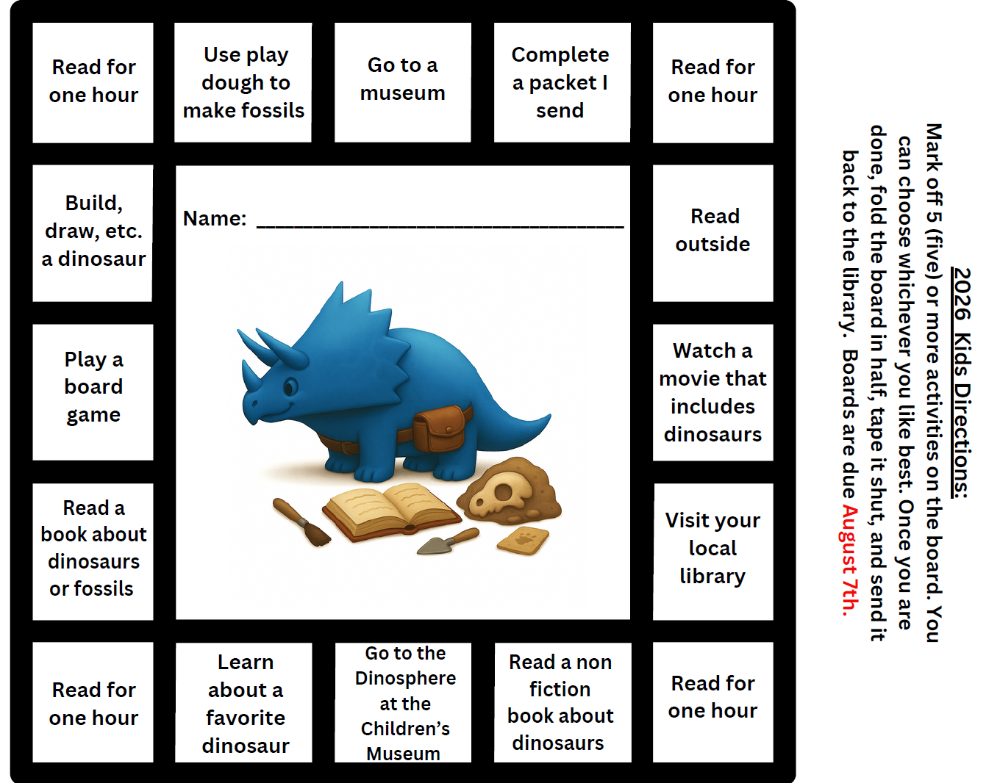 Read for
one hour
Use play
dough to
make fossils
Go to a
museum
Complete
a packet I
send
Read for
one hour
Build,
draw, etc.
a dinosaur
Name: ____________________________________
Read
outside
Play a
board
game
Watch a
movie that
includes
dinosaurs
Read a
book about
dinosaurs
or fossils
Visit your
local
library
Read for
one hour
Learn
about a
favorite
dinosaur
Go to the
Dinosphere
at the
Children’s
Museum
Read a non
fiction
book about
dinosaurs
Read for
one hour
2026 Kids Directions:
Mark off 5 (five) or more activities on the board. You
can choose whichever you like best. Once you are
done, fold the board in half, tape it shut, and send it
back to the library. Boards are due August 7th.